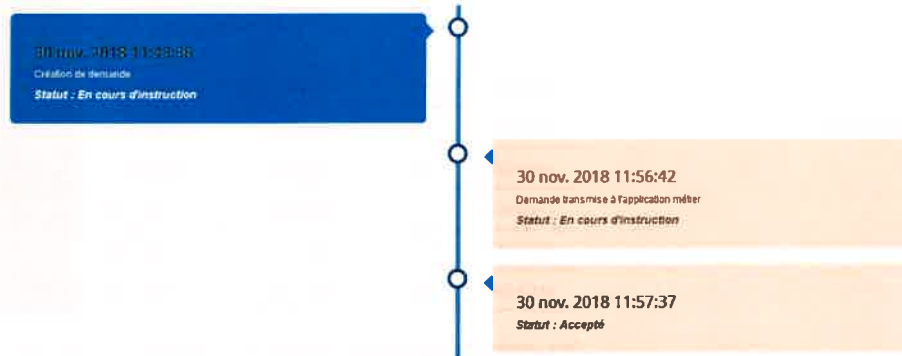 30 nov. 2018
Création de demande
Statut : En cours d'instruction
30 nov. 2018 11:56:42
Demande transmise à l'application métier
Statut : En cours d'instruction
30 nov. 2018 11:57:37
Statut : Accepté